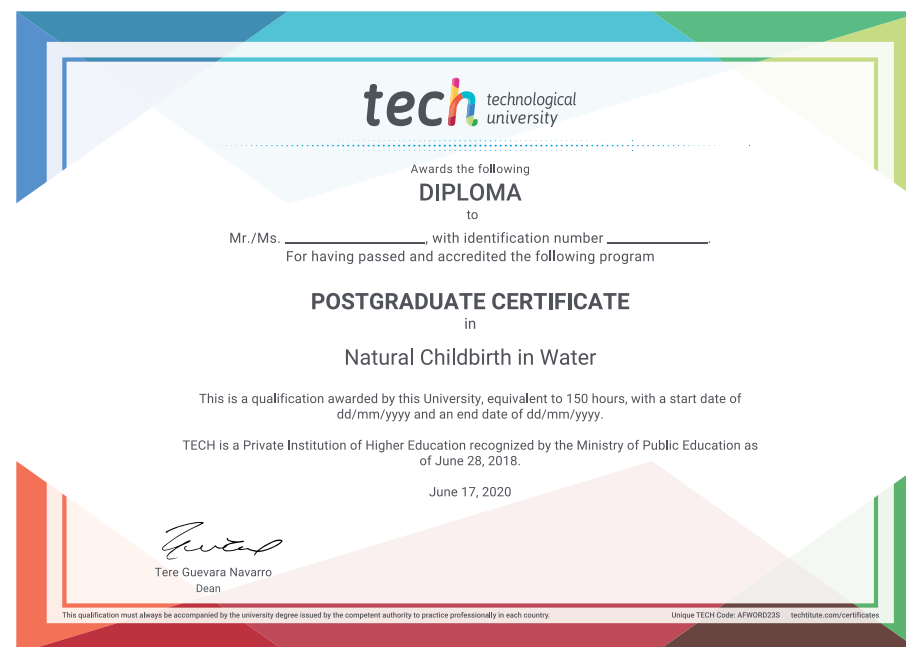 tech technological
university
Awards the following
DIPLOMA
to
Mr./Ms. ____________________, with identification number ______________.
For having passed and accredited the following program
POSTGRADUATE CERTIFICATE
in
Natural Childbirth in Water
This is a qualification awarded by this University, equivalent to 150 hours, with a start date of
dd/mm/yyyy and an end date of dd/mm/yyyy.
TECH is a Private Institution of Higher Education recognized by the Ministry of Public Education as
of June 28, 2018.
June 17, 2020
Tere Guevara Navarro
Dean
This qualification must always be accompanied by the university degree issued by the competent authority to practice professionally in each country. Unique TECH Code: AFWORD23S techtitute.com/certificates